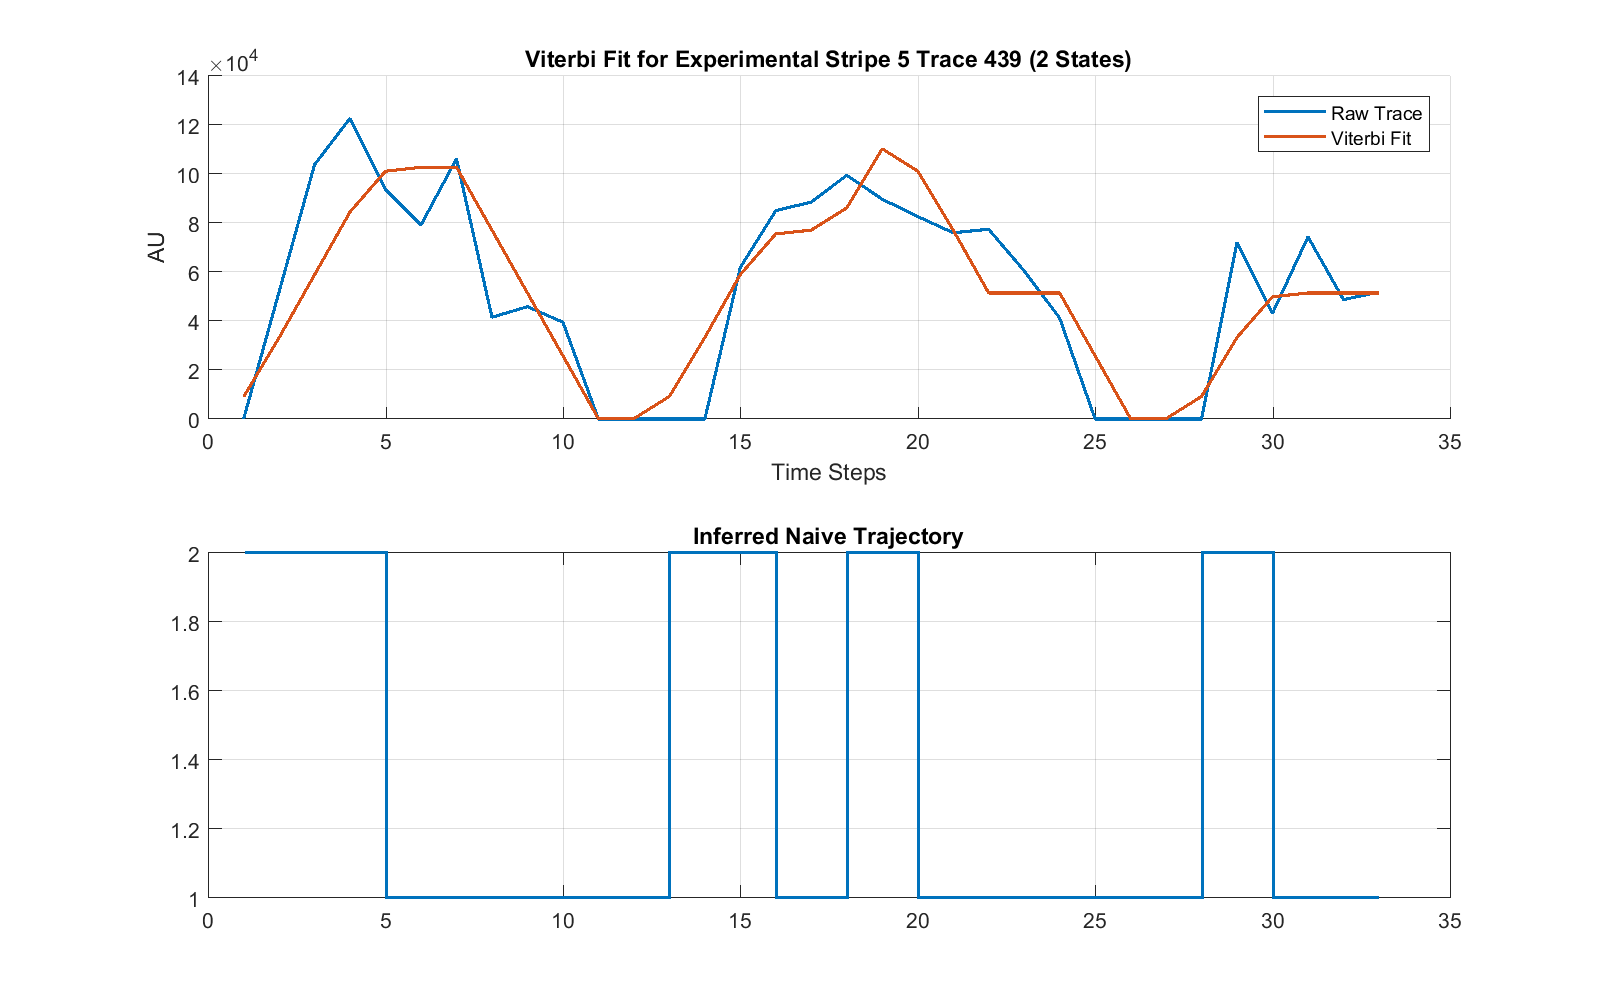 Viterbi Fit for Experimental Stripe 5 Trace 439 (2 States)
×10⁴
14
12
10
8
6
4
2
0
AU
Raw Trace
Viterbi Fit
0 5 10 15 20 25 30 35
Time Steps
Inferred Naive Trajectory
2
1.8
1.6
1.4
1.2
1
0 5 10 15 20 25 30 35